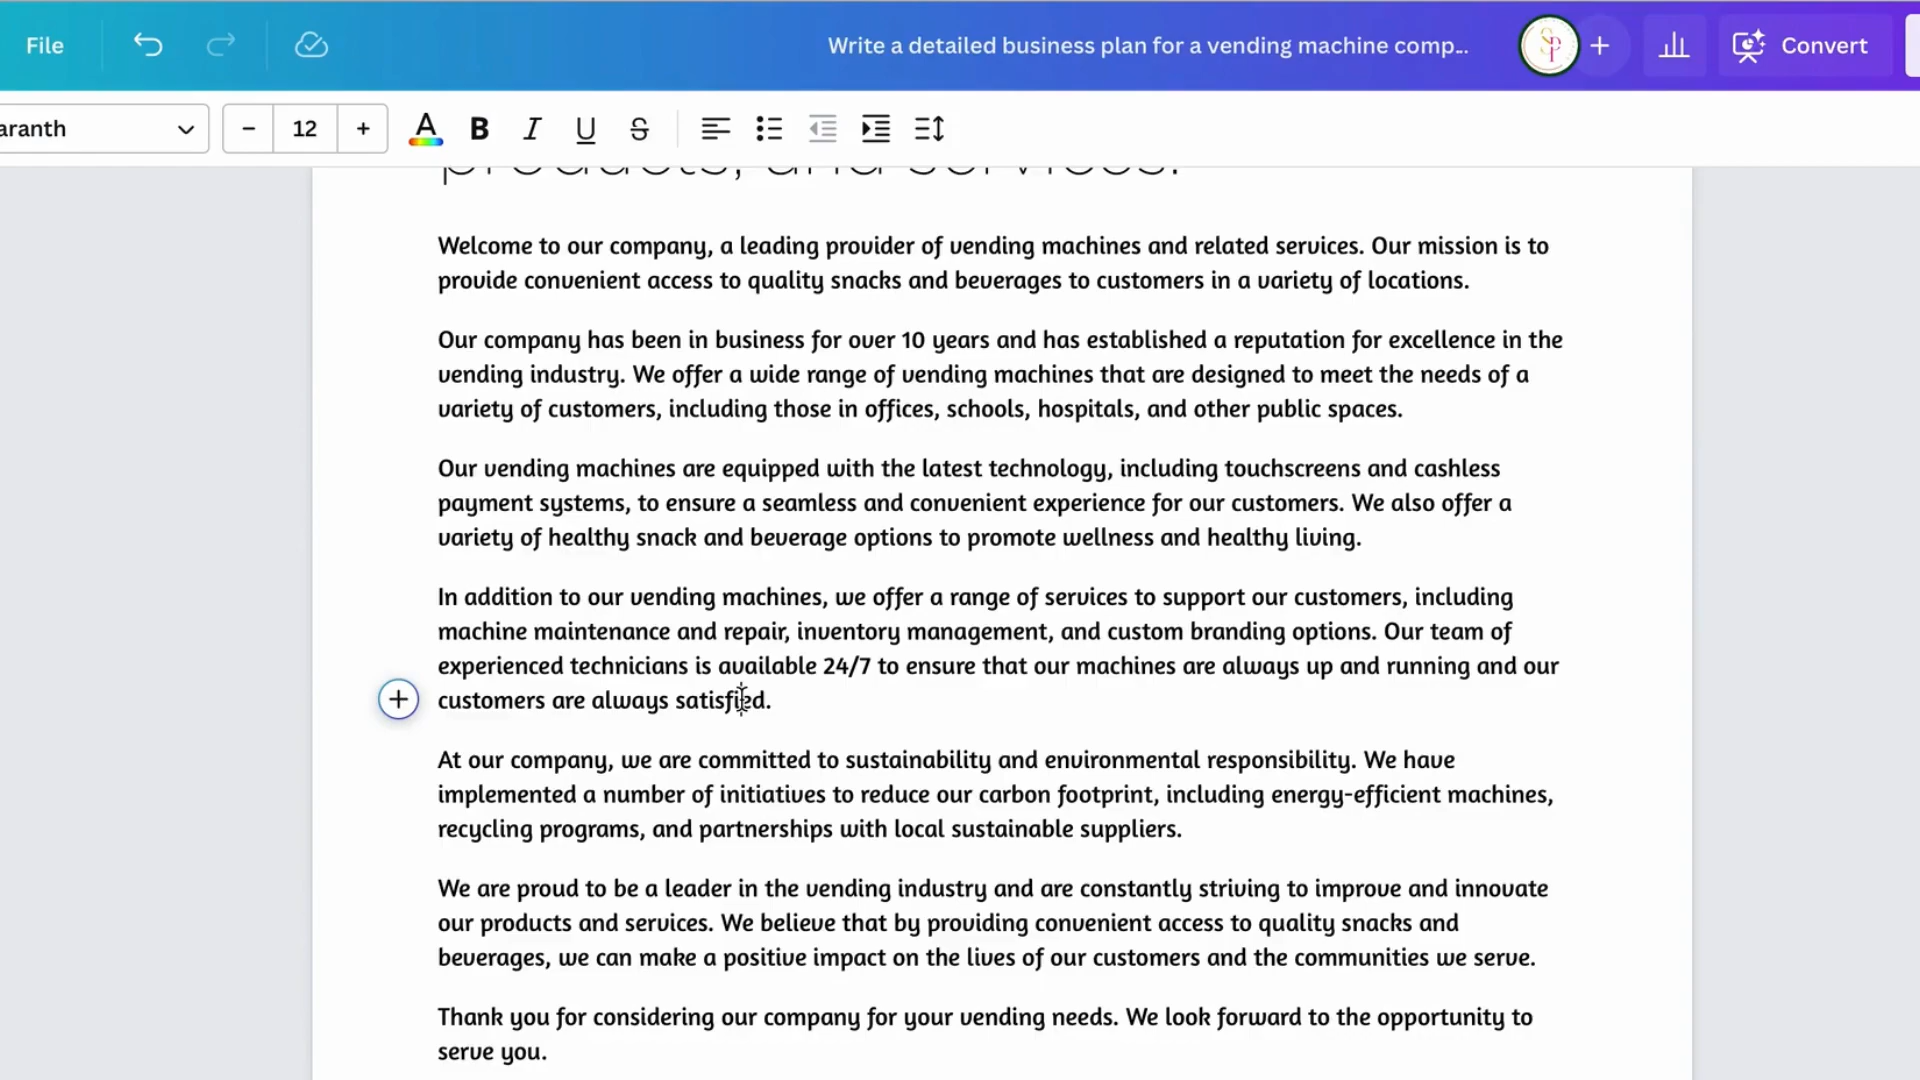 File
Write a detailed business plan for a vending machine comp...
Convert
aranth
12
A B I U S
products, and services.
Welcome to our company, a leading provider of vending machines and related services. Our mission is to
provide convenient access to quality snacks and beverages to customers in a variety of locations.
Our company has been in business for over 10 years and has established a reputation for excellence in the
vending industry. We offer a wide range of vending machines that are designed to meet the needs of a
variety of customers, including those in offices, schools, hospitals, and other public spaces.
Our vending machines are equipped with the latest technology, including touchscreens and cashless
payment systems, to ensure a seamless and convenient experience for our customers. We also offer a
variety of healthy snack and beverage options to promote wellness and healthy living.
In addition to our vending machines, we offer a range of services to support our customers, including
machine maintenance and repair, inventory management, and custom branding options. Our team of
experienced technicians is available 24/7 to ensure that our machines are always up and running and our
customers are always satisfied.
At our company, we are committed to sustainability and environmental responsibility. We have
implemented a number of initiatives to reduce our carbon footprint, including energy-efficient machines,
recycling programs, and partnerships with local sustainable suppliers.
We are proud to be a leader in the vending industry and are constantly striving to improve and innovate
our products and services. We believe that by providing convenient access to quality snacks and
beverages, we can make a positive impact on the lives of our customers and the communities we serve.
Thank you for considering our company for your vending needs. We look forward to the opportunity to
serve you.